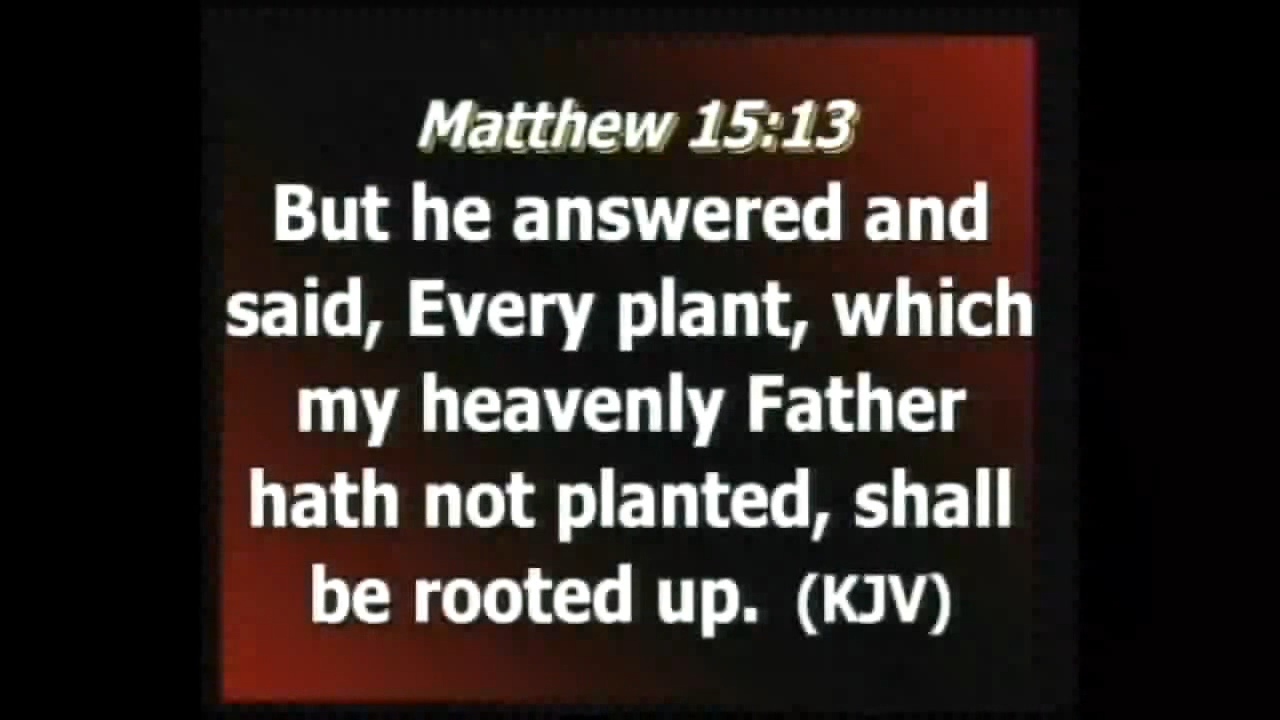 Matthew 15:13
But he answered and
said, Every plant, which
my heavenly Father
hath not planted, shall
be rooted up. (KJV)